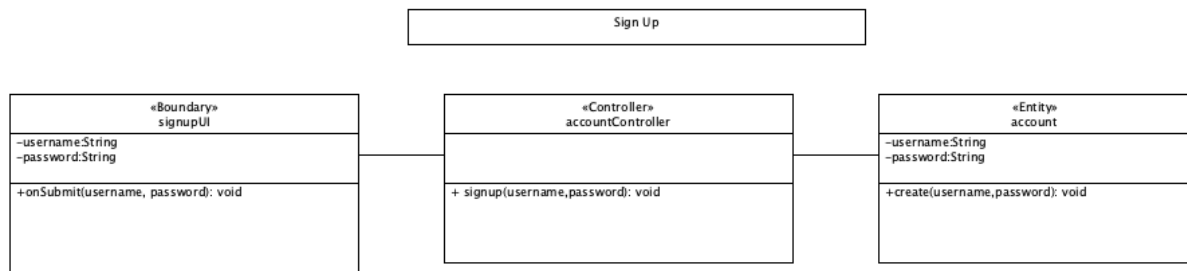 Sign Up
«Boundary»
signupUI
-username:String
-password:String
+onSubmit(username, password): void
«Controller»
accountController
+ signup(username,password): void
«Entity»
account
-username:String
-password:String
+create(username,password): void